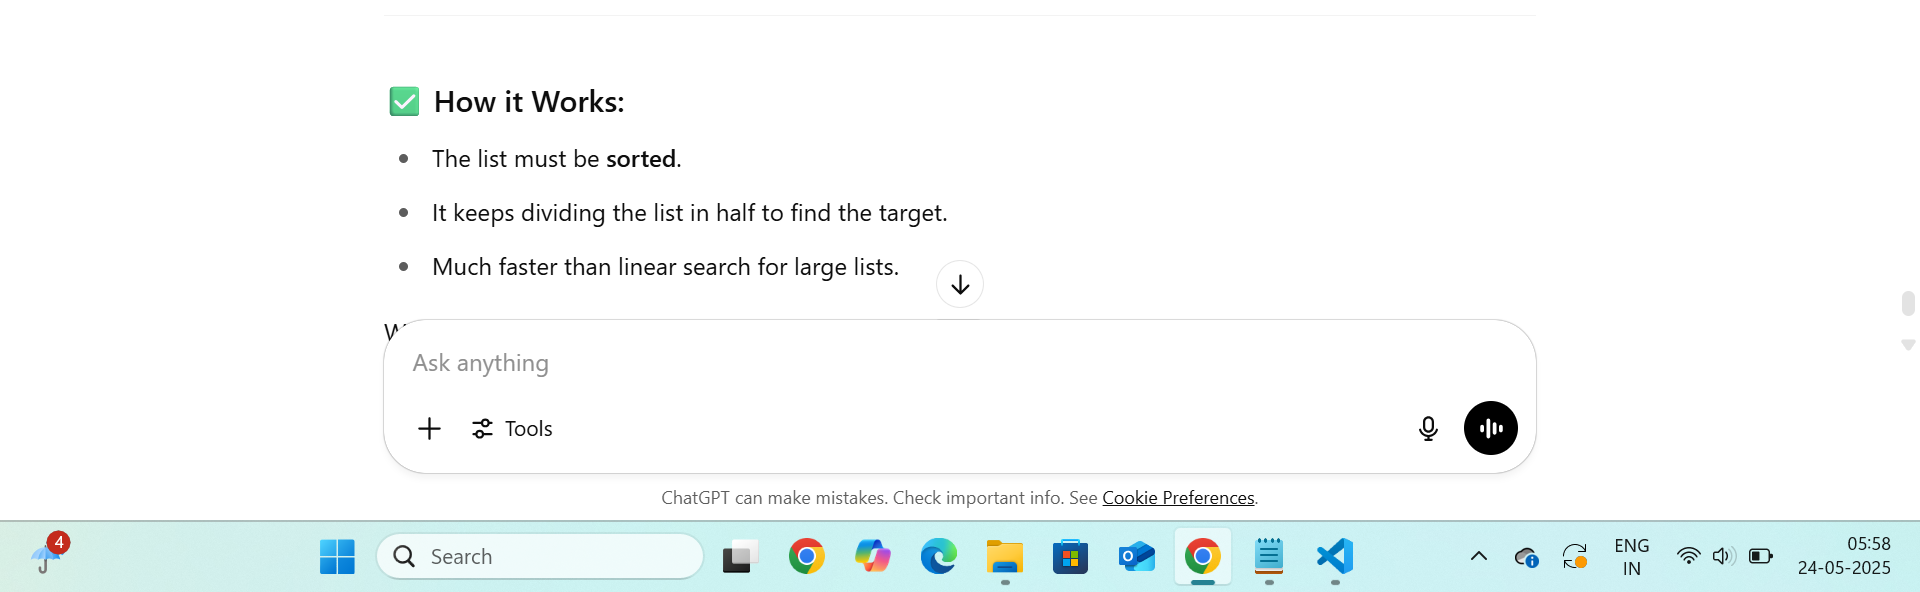 How it Works:
The list must be sorted.
It keeps dividing the list in half to find the target.
Much faster than linear search for large lists.
Ask anything
Tools
ChatGPT can make mistakes. Check important info. See Cookie Preferences.
4
Search
ENG
IN
05:58
24-05-2025